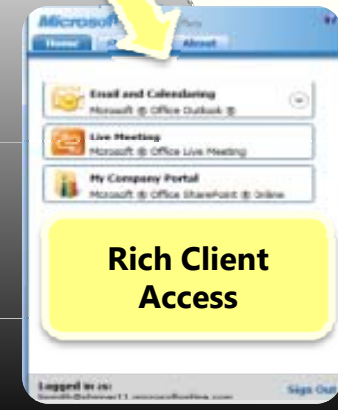 Microsoft
Home
About
Email and Calendaring
Microsoft ® Office Outlook ®
Live Meeting
Microsoft ® Office Live Meeting
My Company Portal
Microsoft ® Office SharePoint ® Online
Rich Client
Access
Logged in as:
Sign Out